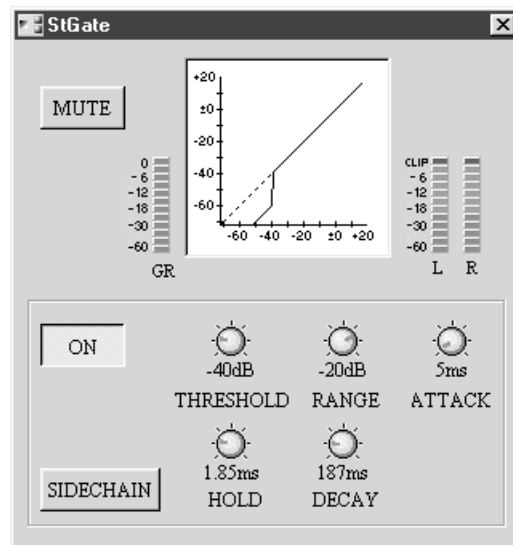 StGate
MUTE
+20
±0
-20
-40
-60
-60 -40 -20 ±0 +20
0
-6
-12
-18
-30
-60
GR
CLIP
-6
-12
-18
-30
-60
L R
ON
-40dB -20dB 5ms
THRESHOLD RANGE ATTACK
1.85ms 187ms
SIDECHAIN HOLD DECAY